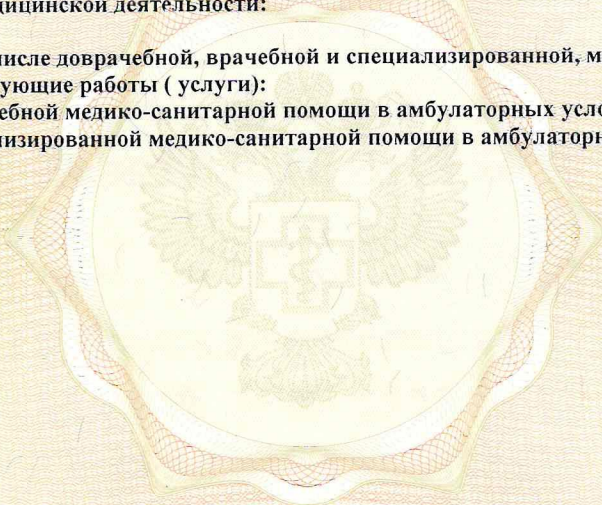 дицинской деятельности:
числе доврачебной, врачебной и специализированной, м
ующие работы ( услуги):
ебной медико-санитарной помощи в амбулаторных усло
лизированной медико-санитарной помощи в амбулаторн